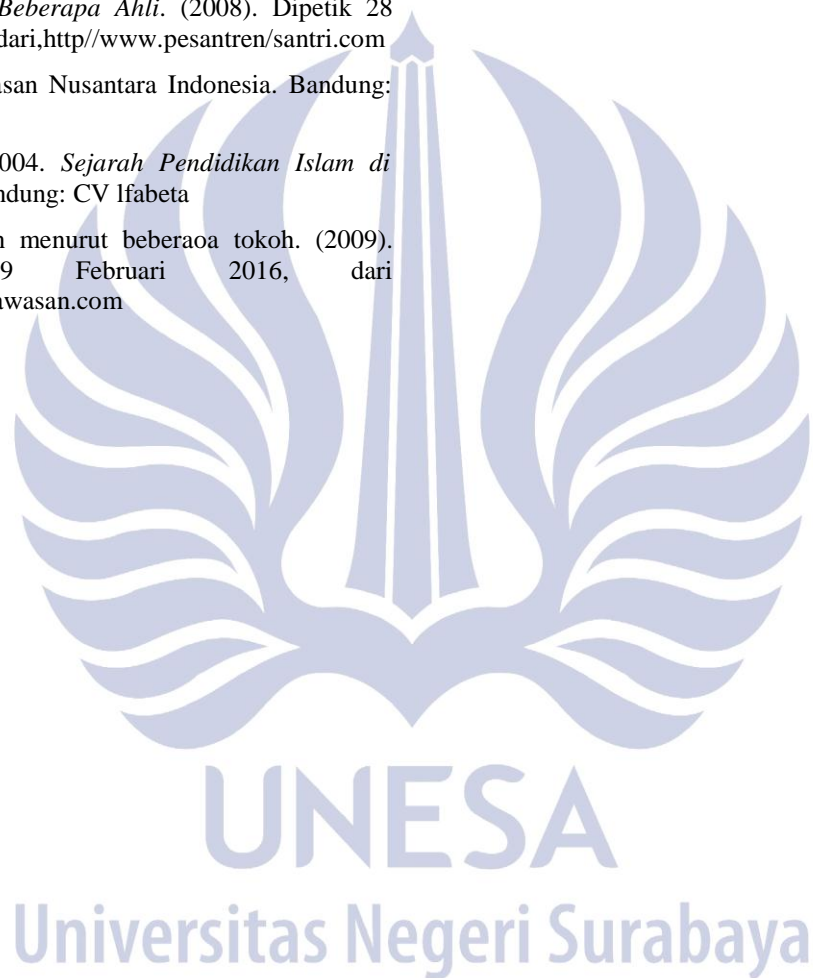 Beberapa Ahli. (2008). Dipetik 28
dari,http//www.pesantren/santri.com
asan Nusantara Indonesia. Bandung:
004. Sejarah Pendidikan Islam di
ndung: CV lfabeta
n menurut beberaoa tokoh. (2009).
9 Februari 2016, dari
awasan.com
UNESA
Universitas Negeri Surabaya